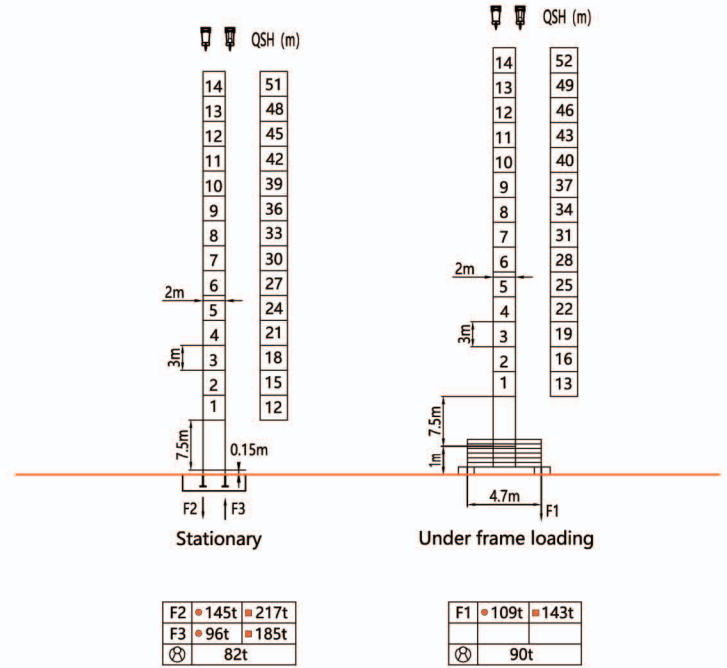 QSH (m)
14 51
13 48
12 45
11 42
10 39
9 36
8 33
7 30
6 27
2m
5 24
4 21
3m
3 18
2 15
1 12
7.5m
0.15m
F2 F3
Stationary
F2 145t 217t
F3 96t 185t
82t
QSH (m)
14 52
13 49
12 46
11 43
10 40
9 37
8 34
7 31
6 28
2m
5 25
4 22
3m
3 19
2 16
1 13
7.5m
1m
4.7m
F1
Under frame loading
F1 109t 143t
90t